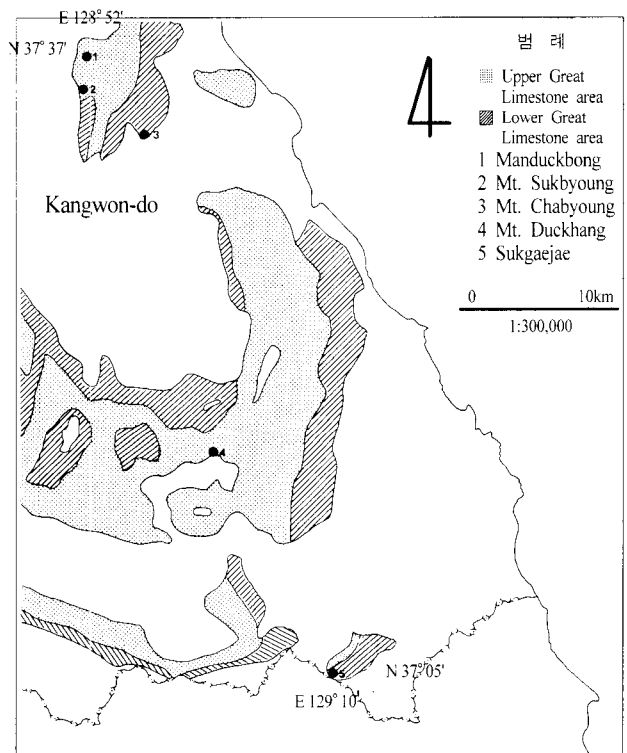 E 128° 52'
N 37° 37'
1
2
3
Kangwon-do
4
5
N 37° 05'
E 129° 10'
4
범 례
Upper Great
Limestone area
Lower Great
Limestone area
1 Manduckbong
2 Mt. Sukbyoung
3 Mt. Chabyoung
4 Mt. Duckhang
5 Sukgaejae
0 10km
1:300,000